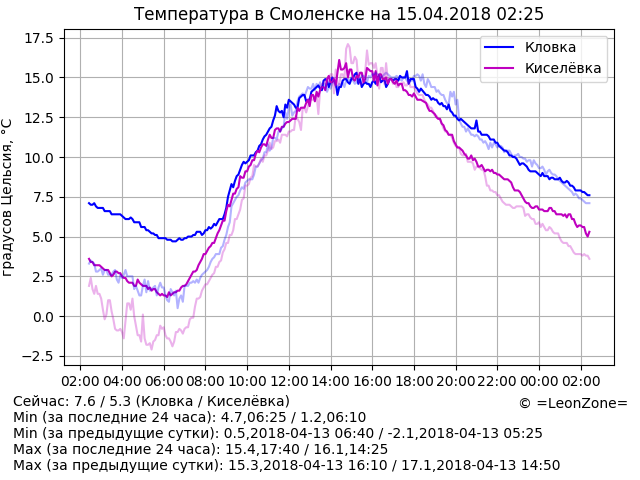 Температура в Смоленске на 15.04.2018 02:25
градусов Цельсия, °C
17.5
15.0
12.5
10.0
7.5
5.0
2.5
0.0
−2.5
Кловка
Киселёвка
02:00 04:00 06:00 08:00 10:00 12:00 14:00 16:00 18:00 20:00 22:00 00:00 02:00
Сейчас: 7.6 / 5.3 (Кловка / Киселёвка)
© =LeonZone=
Min (за последние 24 часа): 4.7,06:25 / 1.2,06:10
Min (за предыдущие сутки): 0.5,2018-04-13 06:40 / -2.1,2018-04-13 05:25
Max (за последние 24 часа): 15.4,17:40 / 16.1,14:25
Max (за предыдущие сутки): 15.3,2018-04-13 16:10 / 17.1,2018-04-13 14:50